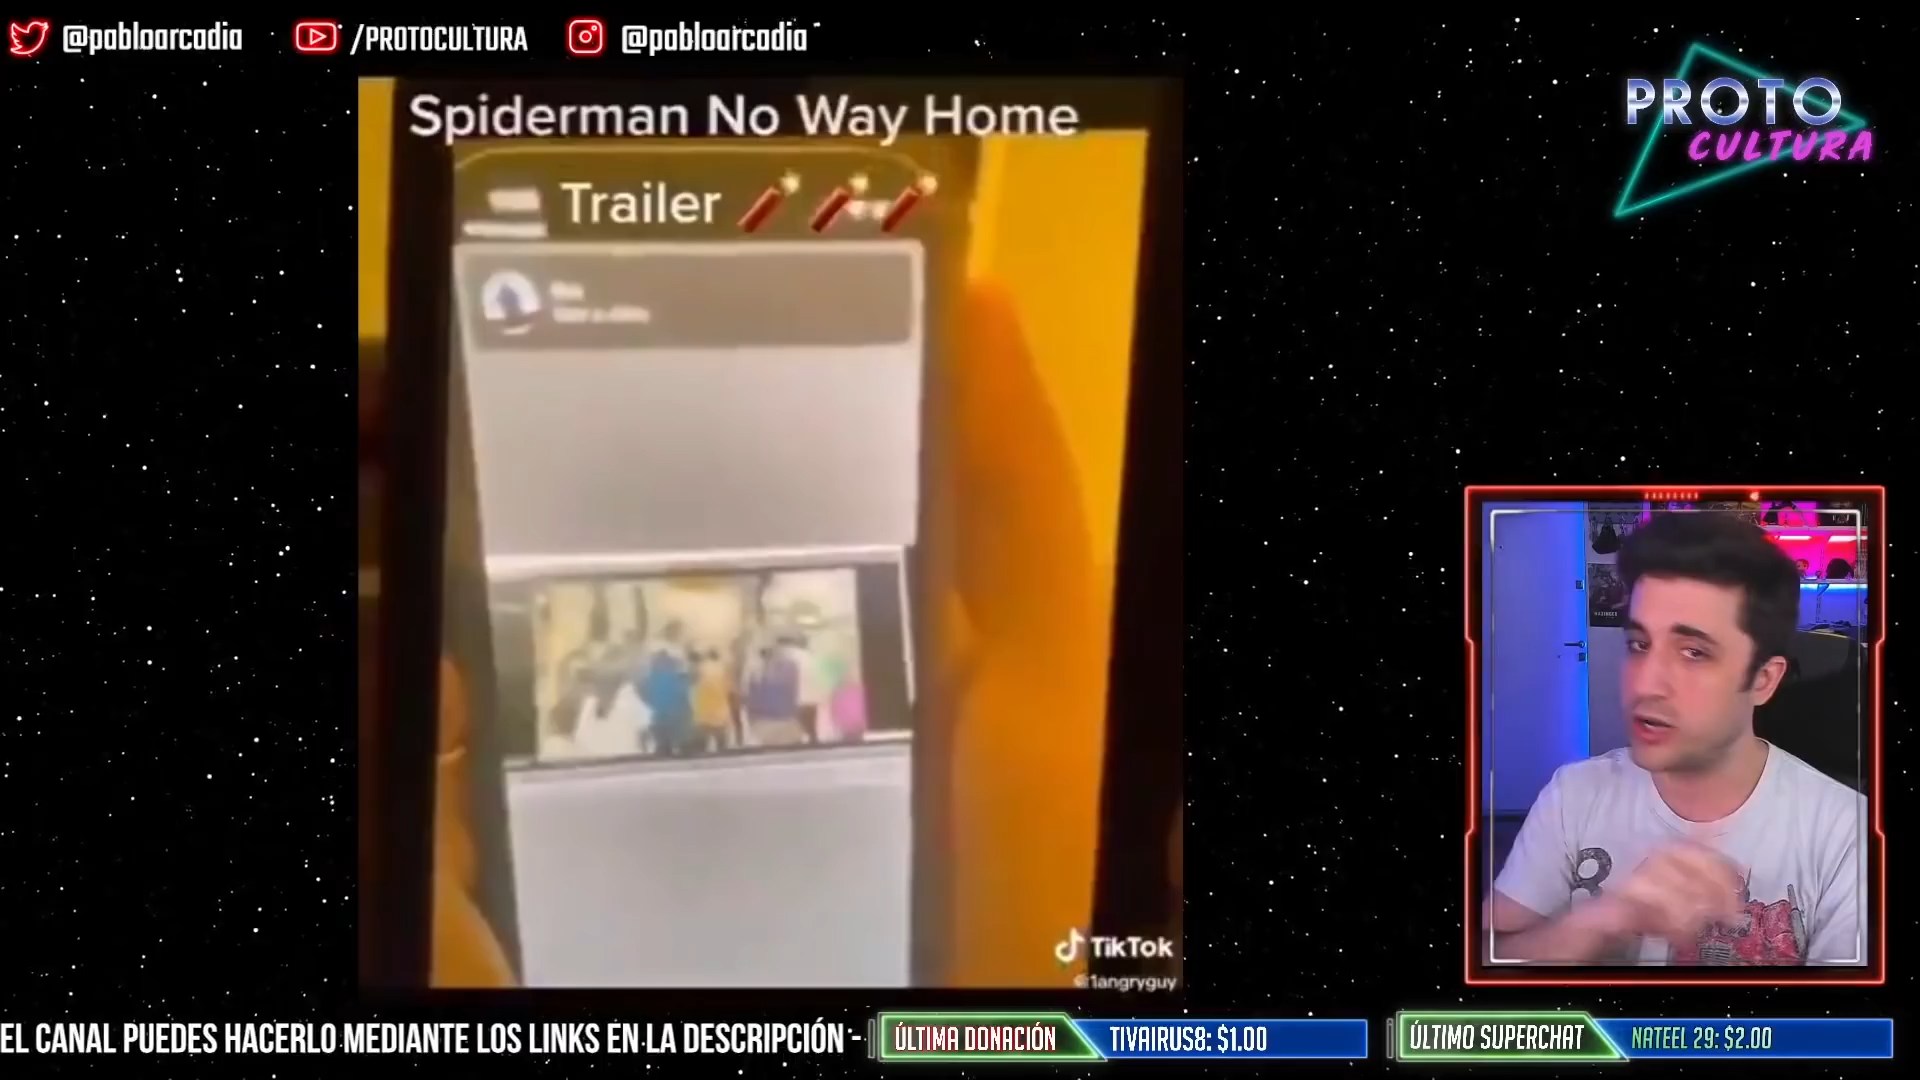 @pabloarcadia
/PROTOCULTURA
@pabloarcadia
PROTO
CULTURA
Spiderman No Way Home
Trailer
TikTok
@1angryguy
EL CANAL PUEDES HACERLO MEDIANTE LOS LINKS EN LA DESCRIPCIÓN -
ÚLTIMA DONACIÓN
TIVAIRUS8: $1.00
ÚLTIMO SUPERCHAT
NATEEL 29: $2.00